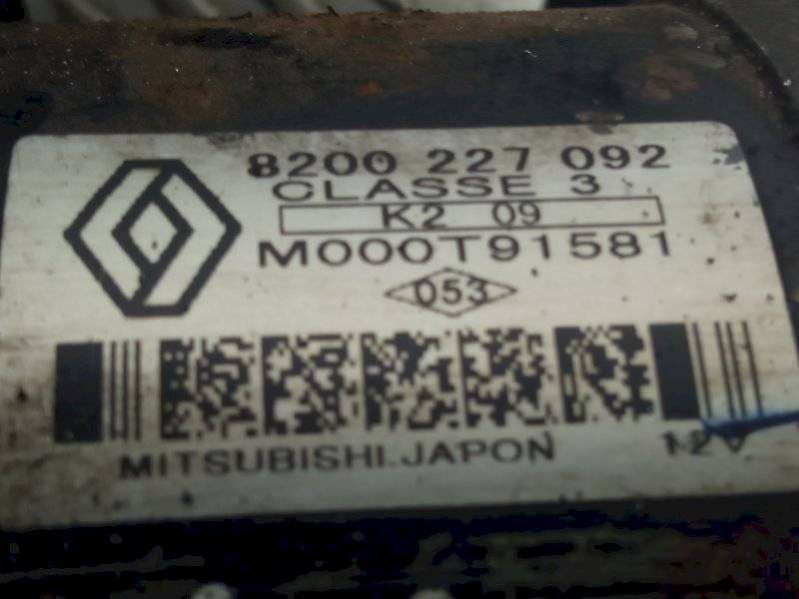 8200 227 092
CLASSE 3
K2 09
M000T91581
053
MITSUBISHI.JAPON 12V